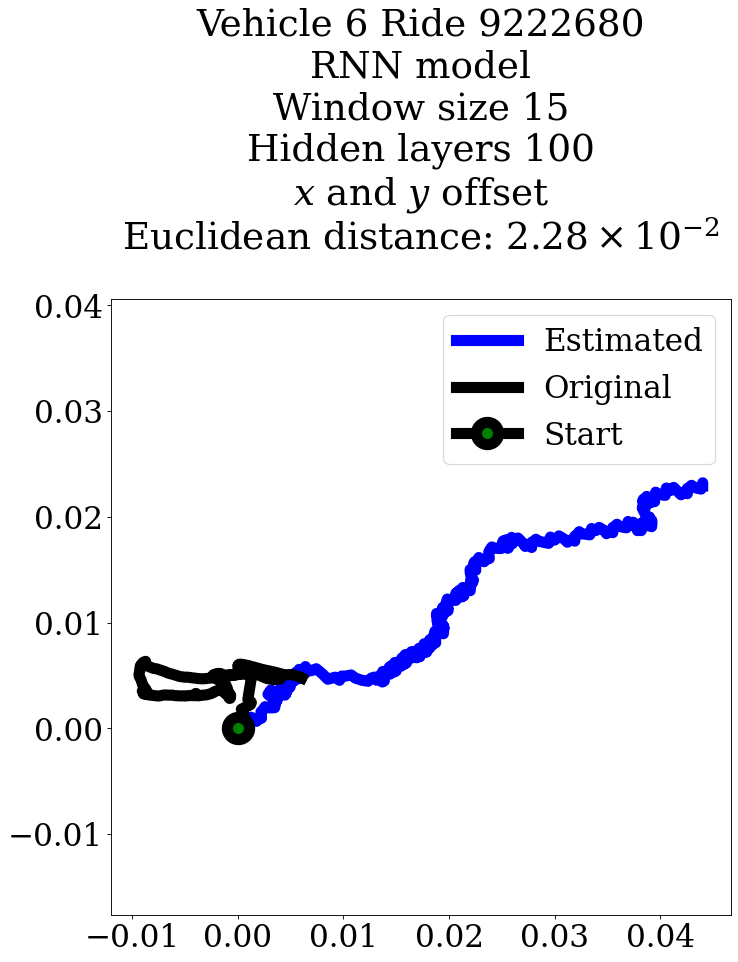 Vehicle 6 Ride 9222680
RNN model
Window size 15
Hidden layers 100
x and y offset
Euclidean distance: 2.28 × 10⁻²
0.04
0.03
0.02
0.01
0.00
−0.01
Estimated
Original
Start
−0.01 0.00 0.01 0.02 0.03 0.04